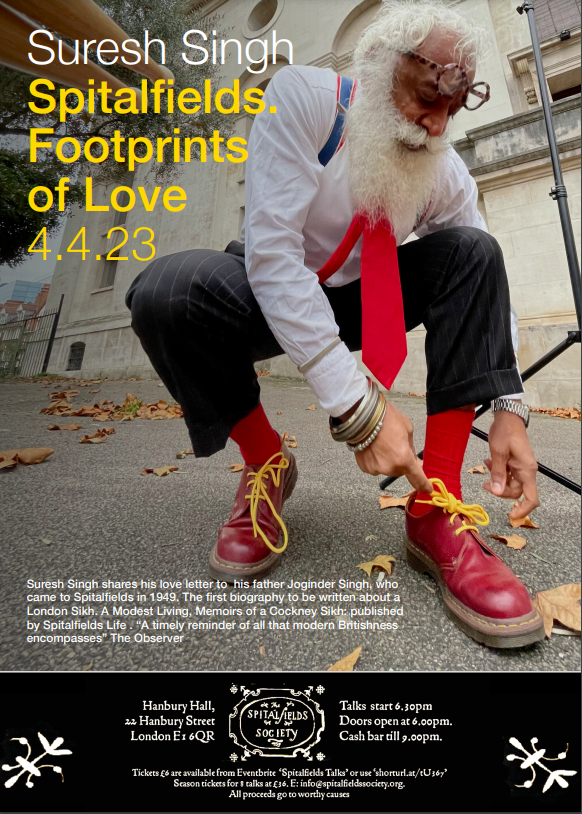 Suresh Singh
Spitalfields.
Footprints
of Love
4.4.23
Suresh Singh shares his love letter to his father Joginder Singh, who
came to Spitalfields in 1949. The first biography to be written about a
London Sikh. A Modest Living, Memoirs of a Cockney Sikh: published
by Spitalfields Life . “A timely reminder of all that modern Britishness
encompasses” The Observer
Hanbury Hall,
22 Hanbury Street
London E1 6QR
The
SPITALFIELDS
SOCIETY
Talks start 6.30pm
Doors open at 6.00pm.
Cash bar till 9.00pm.
Tickets £6 are available from Eventbrite ‘Spitalfields Talks’ or use ‘shorturl.at/tU367’
Season tickets for 8 talks at £36. E: info@spitalfieldssociety.org.
All proceeds go to worthy causes